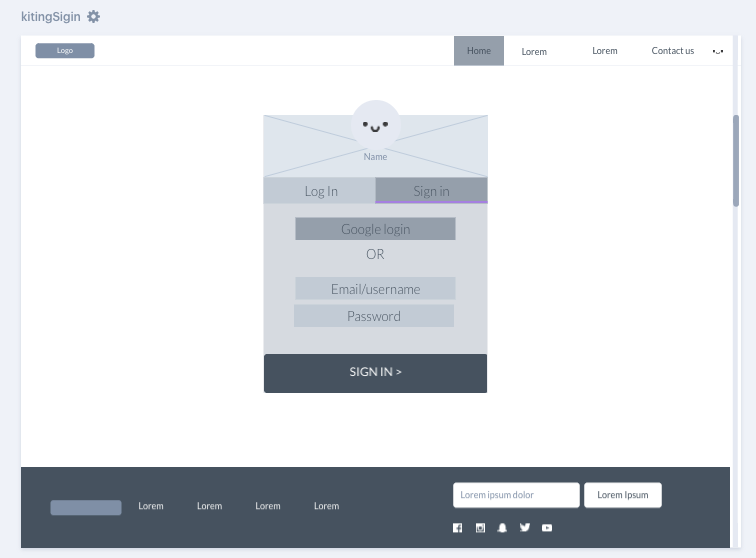 kitingSigin
Logo
Home
Lorem
Lorem
Contact us
Name
Log In
Sign in
Google login
OR
Email/username
Password
SIGN IN >
Lorem
Lorem
Lorem
Lorem
Lorem ipsum dolor
Lorem Ipsum